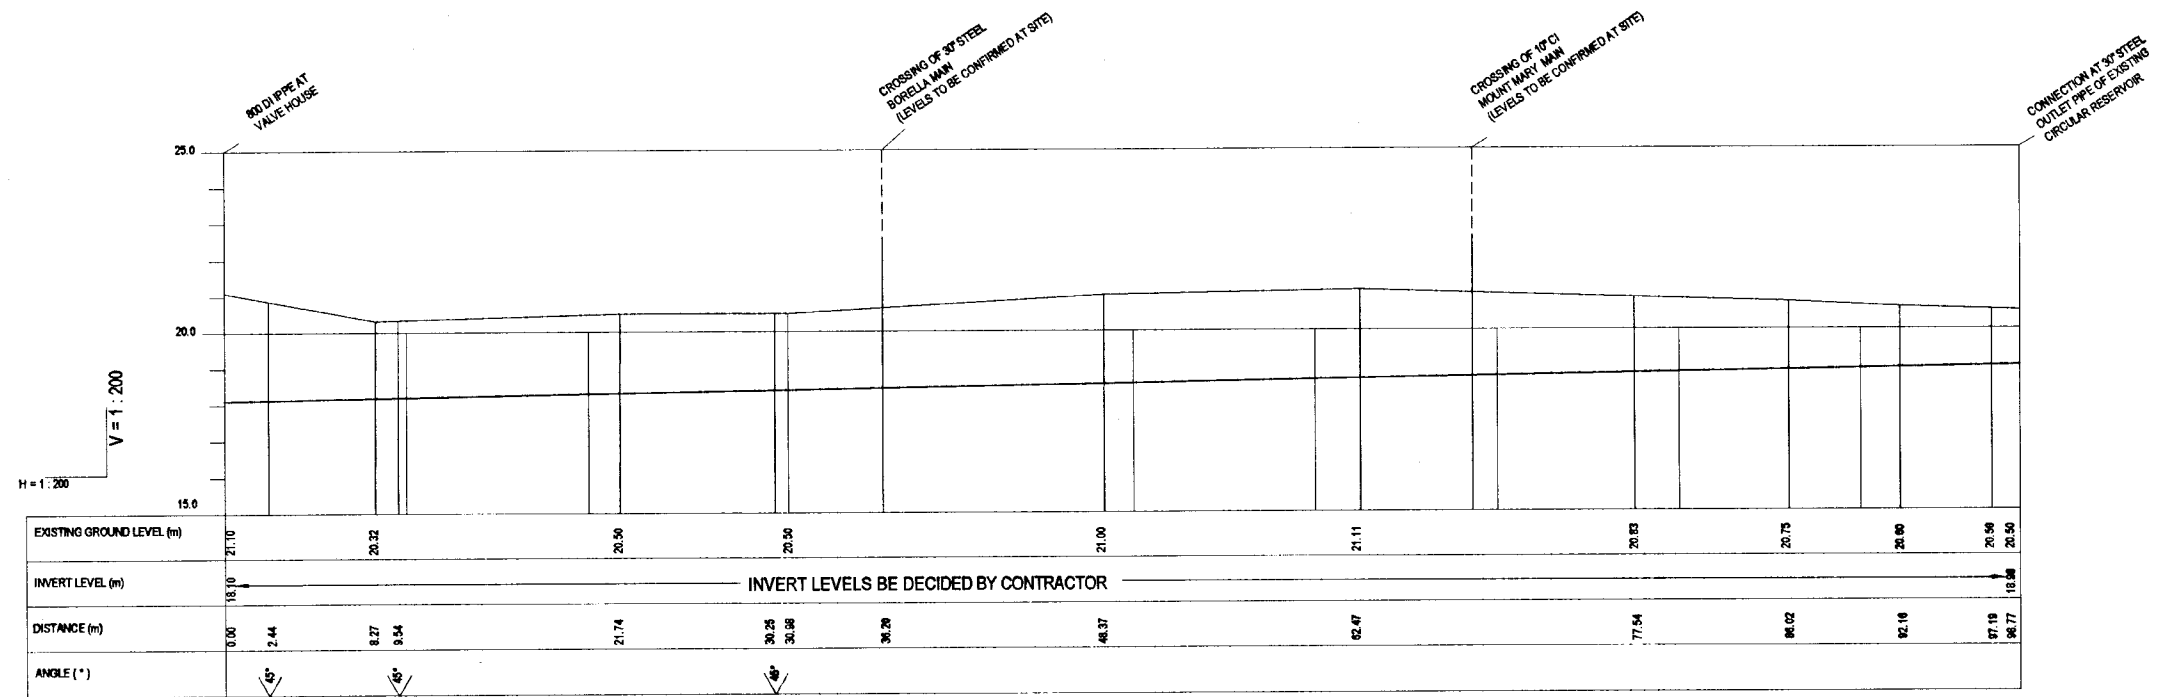 800 DI IPPE AT
VALVE HOUSE
CROSSING OF 30" STEEL
BORELLA MAIN
(LEVELS TO BE CONFIRMED AT SITE)
CROSSING OF 10" CI
MOUNT MARY MAIN
(LEVELS TO BE CONFIRMED AT SITE)
CONNECTION AT 30" STEEL
OUTLET PIPE OF EXISTING
CIRCULAR RESERVOIR
25.0
20.0
15.0
V = 1 : 200
H = 1 : 200
EXISTING GROUND LEVEL (m) 21.10 20.32 20.50 20.50 21.00 21.11 20.83 20.75 20.60 20.56 20.50
INVERT LEVEL (m) 18.10 INVERT LEVELS BE DECIDED BY CONTRACTOR 18.98
DISTANCE (m) 0.00 2.44 8.27 9.54 21.74 30.25 30.98 36.20 48.37 62.47 77.54 86.02 92.16 97.19 98.77
ANGLE ( ° ) 45° 45° 45°